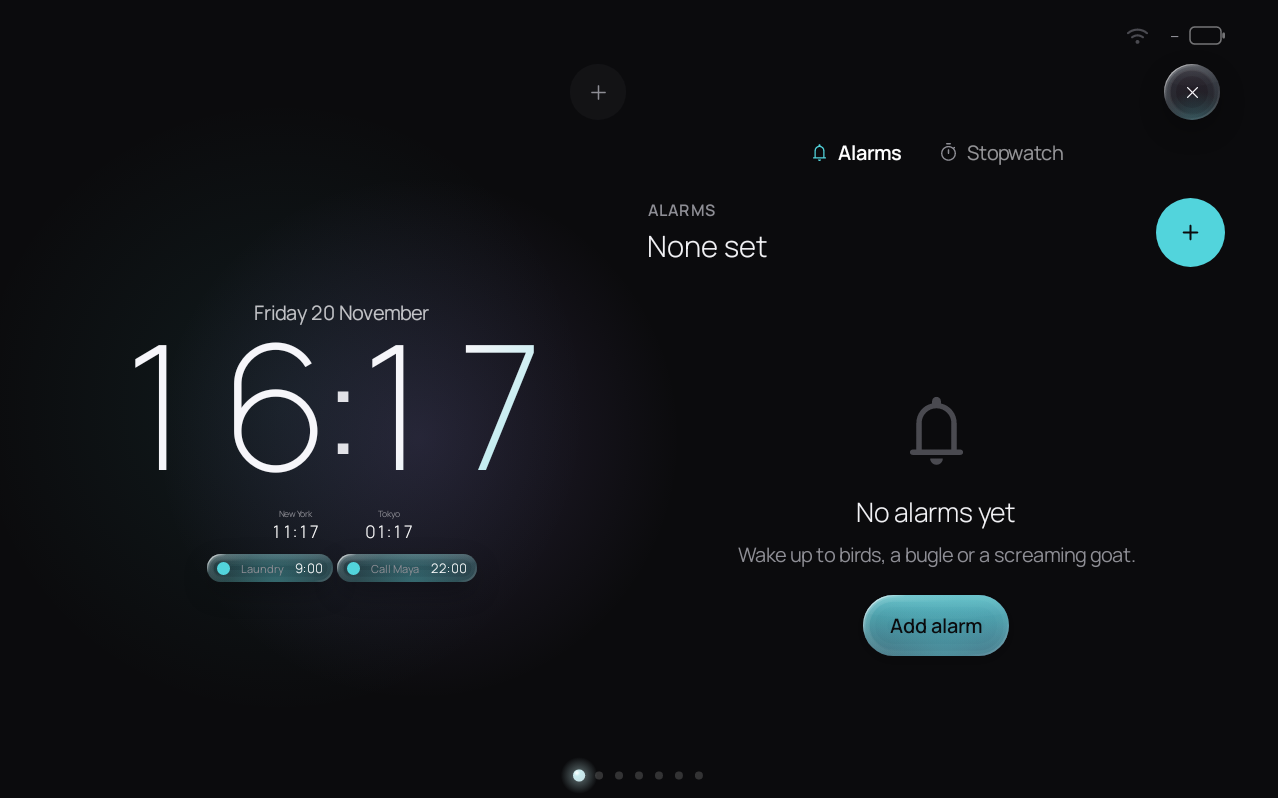 Alarms
Stopwatch
ALARMS
None set
Friday 20 November
16:17
New York
Tokyo
11:17
01:17
Laundry 9:00
Call Maya 22:00
No alarms yet
Wake up to birds, a bugle or a screaming goat.
Add alarm